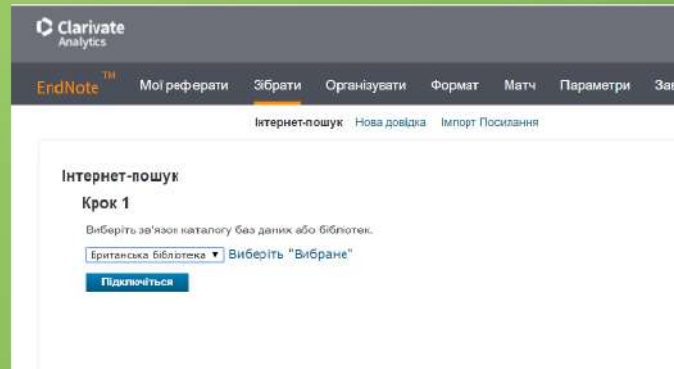 Clarivate
Analytics
EndNote™ Мої реферати Зібрати Організувати Формат Матч Параметри
Інтернет-пошук Нова довідка Імпорт Посилання
Інтернет-пошук
Крок 1
Виберіть зв'язок каталогу баз даних або бібліотек.
Британська бібліотека ▼ Виберіть "Вибране"
Підключіться